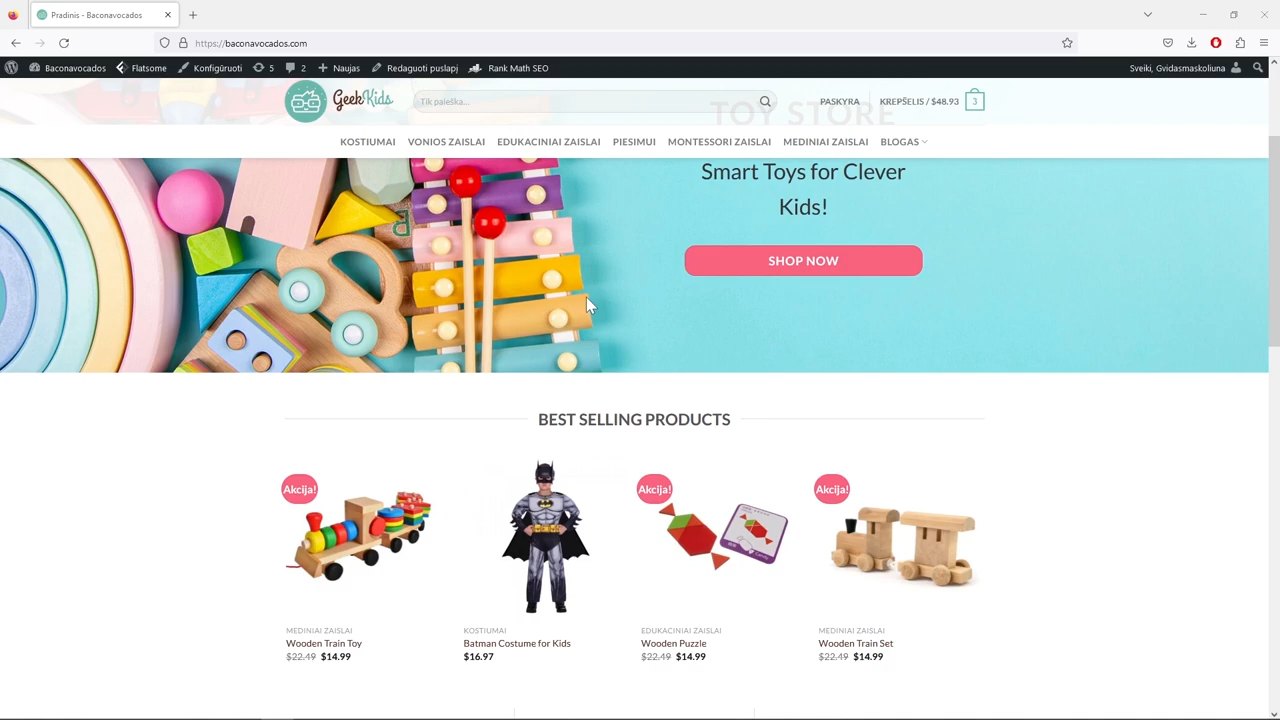 Pradinis - Baconavocados
https://baconavocados.com
Baconavocados Flatsome Konfigūruoti 5 2 Naujas Redaguoti puslapį Rank Math SEO Sveiki, Gvidasmaskoliuna
GeekKids
Tik paieška...
PASKYRA
KREPŠELIS / $48.93
3
TOY STORE
KOSTIUMAI VONIOS ZAISLAI EDUKACINIAI ZAISLAI PIESIMUI MONTESSORI ZAISLAI MEDINIAI ZAISLAI BLOGAS
Smart Toys for Clever
Kids!
SHOP NOW
BEST SELLING PRODUCTS
Akcija! Akcija! Akcija!
MEDINIAI ZAISLAI
Wooden Train Toy
$22.49 $14.99
KOSTIUMAI
Batman Costume for Kids
$16.97
EDUKACINIAI ZAISLAI
Wooden Puzzle
$22.49 $14.99
MEDINIAI ZAISLAI
Wooden Train Set
$22.49 $14.99